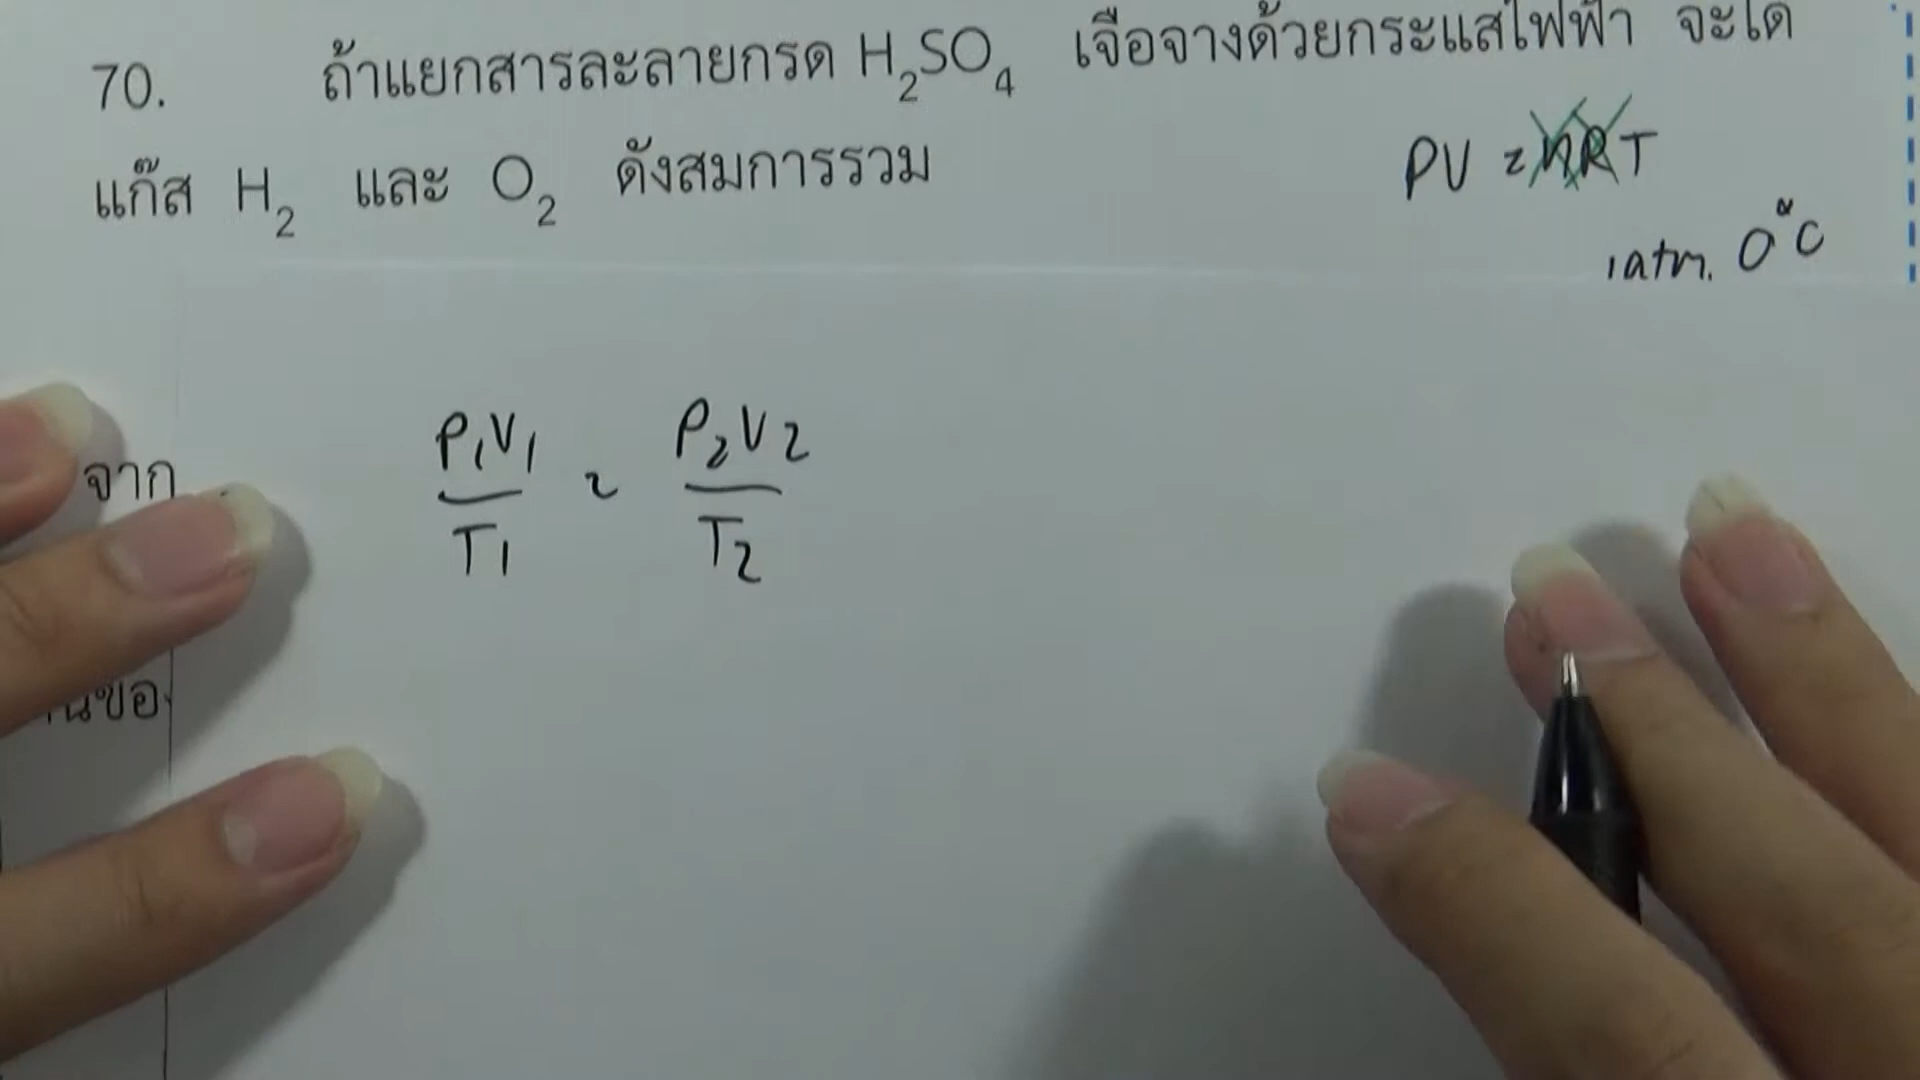 70. ถ้าแยกสารละลายกรด H₂SO₄ เจือจางด้วยกระแสไฟฟ้า จะได
แก๊ส H₂ และ O₂ ดังสมการรวม
PV = nRT
1 atm. 0°C
จาก
P₁V₁ = P₂V₂
T₁ T₂